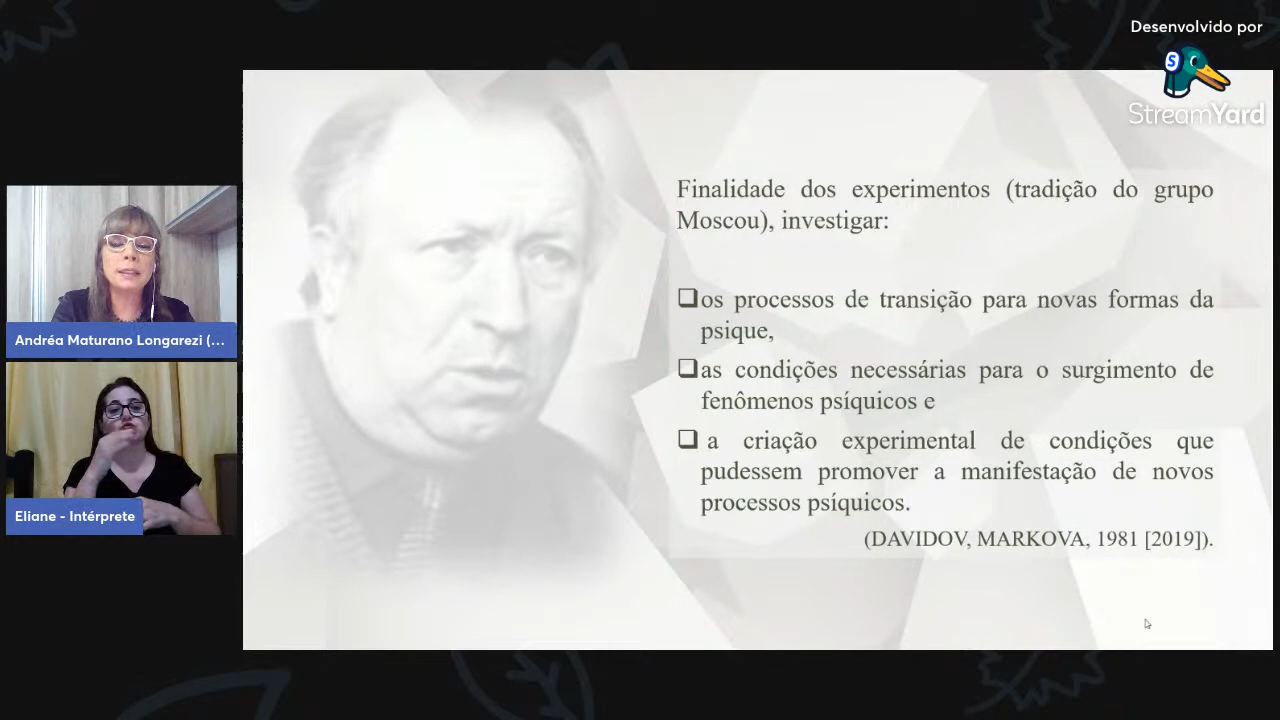 Desenvolvido por
StreamYard
Finalidade dos experimentos (tradição do grupo
Moscou), investigar:
os processos de transição para novas formas da
psique,
as condições necessárias para o surgimento de
fenômenos psíquicos e
a criação experimental de condições que
pudessem promover a manifestação de novos
processos psíquicos.
(DAVIDOV, MARKOVA, 1981 [2019]).
Andréa Maturano Longarezi (...
Eliane - Intérprete